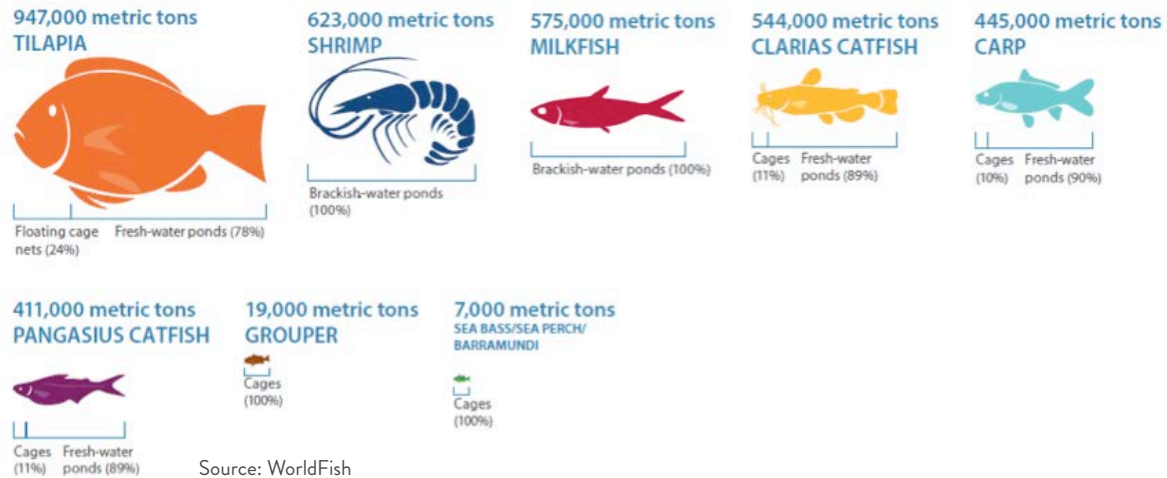 947,000 metric tons
TILAPIA
Floating cage nets (24%)
Fresh-water ponds (78%)
623,000 metric tons
SHRIMP
Brackish-water ponds
(100%)
575,000 metric tons
MILKFISH
Brackish-water ponds (100%)
544,000 metric tons
CLARIAS CATFISH
Cages
(11%)
Fresh-water
ponds (89%)
445,000 metric tons
CARP
Cages
(10%)
Fresh-water
ponds (90%)
411,000 metric tons
PANGASIUS CATFISH
Cages
(11%)
Fresh-water
ponds (89%)
19,000 metric tons
GROUPER
Cages
(100%)
7,000 metric tons
SEA BASS/SEA PERCH/
BARRAMUNDI
Cages
(100%)
Source: WorldFish